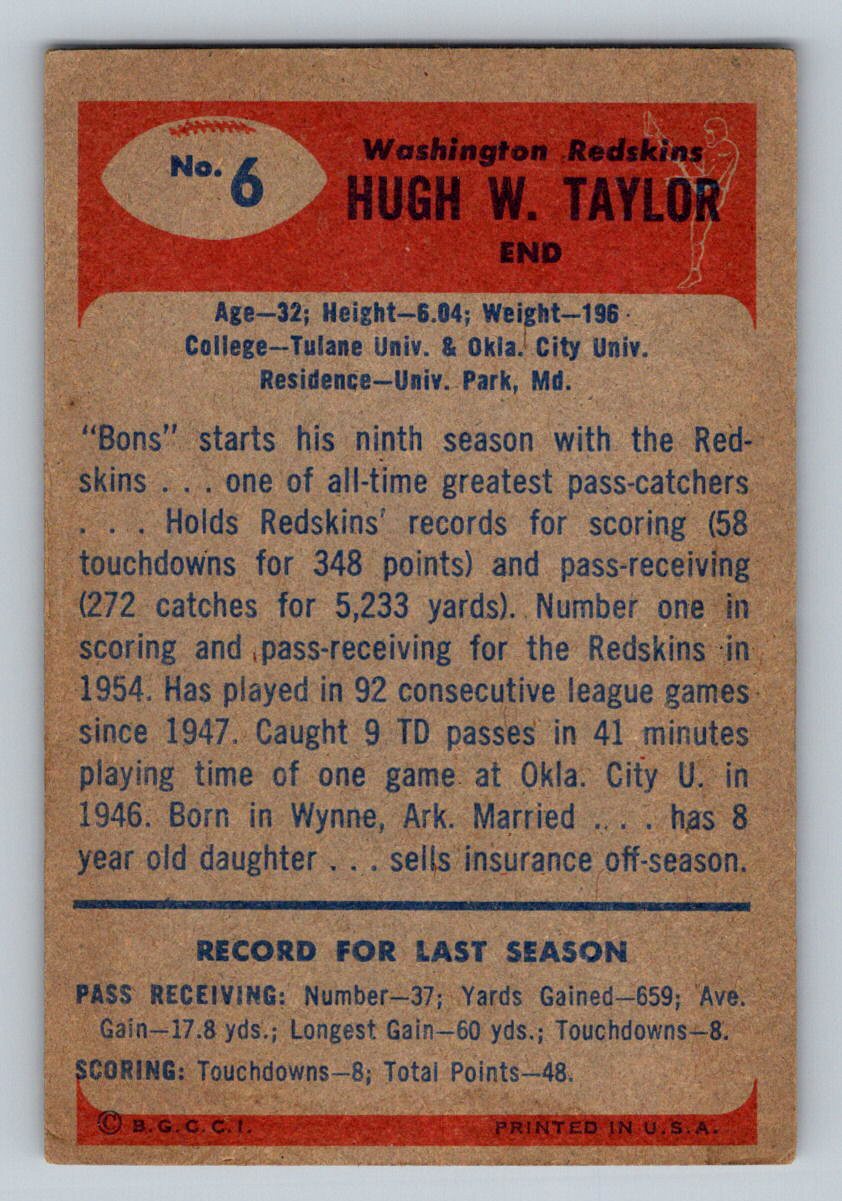 No. 6
Washington Redskins
HUGH W. TAYLOR
END
Age—32; Height—6.04; Weight—196
College—Tulane Univ. & Okla. City Univ.
Residence—Univ. Park, Md.
"Bons" starts his ninth season with the Red-
skins . . . one of all-time greatest pass-catchers
. . . Holds Redskins' records for scoring (58
touchdowns for 348 points) and pass-receiving
(272 catches for 5,233 yards). Number one in
scoring and pass-receiving for the Redskins in
1954. Has played in 92 consecutive league games
since 1947. Caught 9 TD passes in 41 minutes
playing time of one game at Okla. City U. in
1946. Born in Wynne, Ark. Married . . . has 8
year old daughter . . . sells insurance off-season.
RECORD FOR LAST SEASON
PASS RECEIVING: Number—37; Yards Gained—659; Ave.
Gain—17.8 yds.; Longest Gain—60 yds.; Touchdowns—8.
SCORING: Touchdowns—8; Total Points—48.
© B.G.C.C.I. PRINTED IN U.S.A.